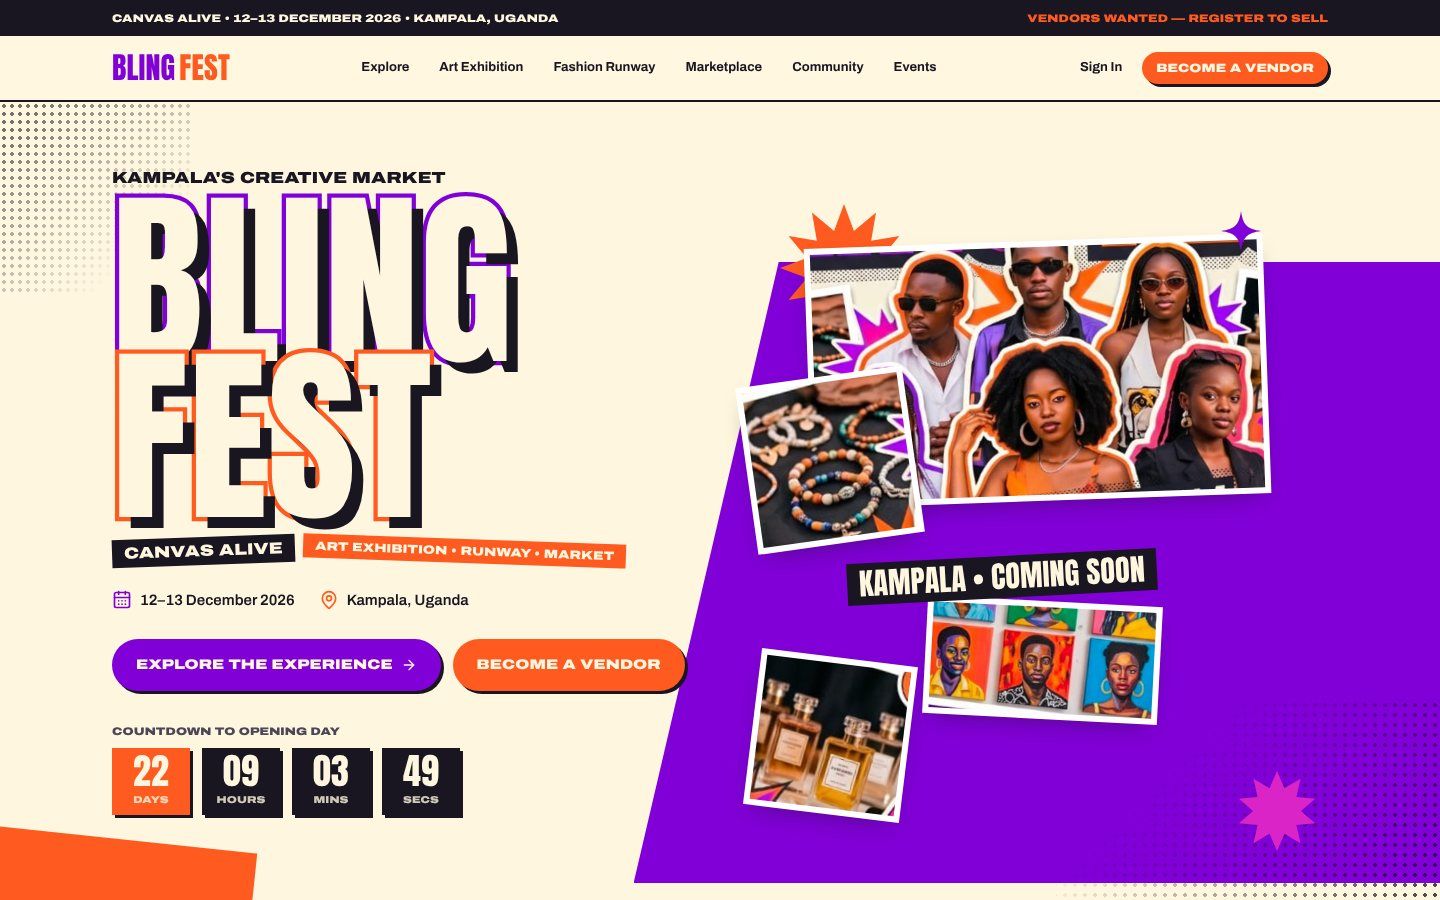 CANVAS ALIVE • 12–13 DECEMBER 2026 • KAMPALA, UGANDA
VENDORS WANTED — REGISTER TO SELL
BLING FEST
Explore
Art Exhibition
Fashion Runway
Marketplace
Community
Events
Sign In
BECOME A VENDOR
KAMPALA'S CREATIVE MARKET
BLING
FEST
CANVAS ALIVE
ART EXHIBITION • RUNWAY • MARKET
12–13 December 2026
Kampala, Uganda
EXPLORE THE EXPERIENCE →
BECOME A VENDOR
KAMPALA • COMING SOON
COUNTDOWN TO OPENING DAY
22 09 03 49
DAYS HOURS MINS SECS